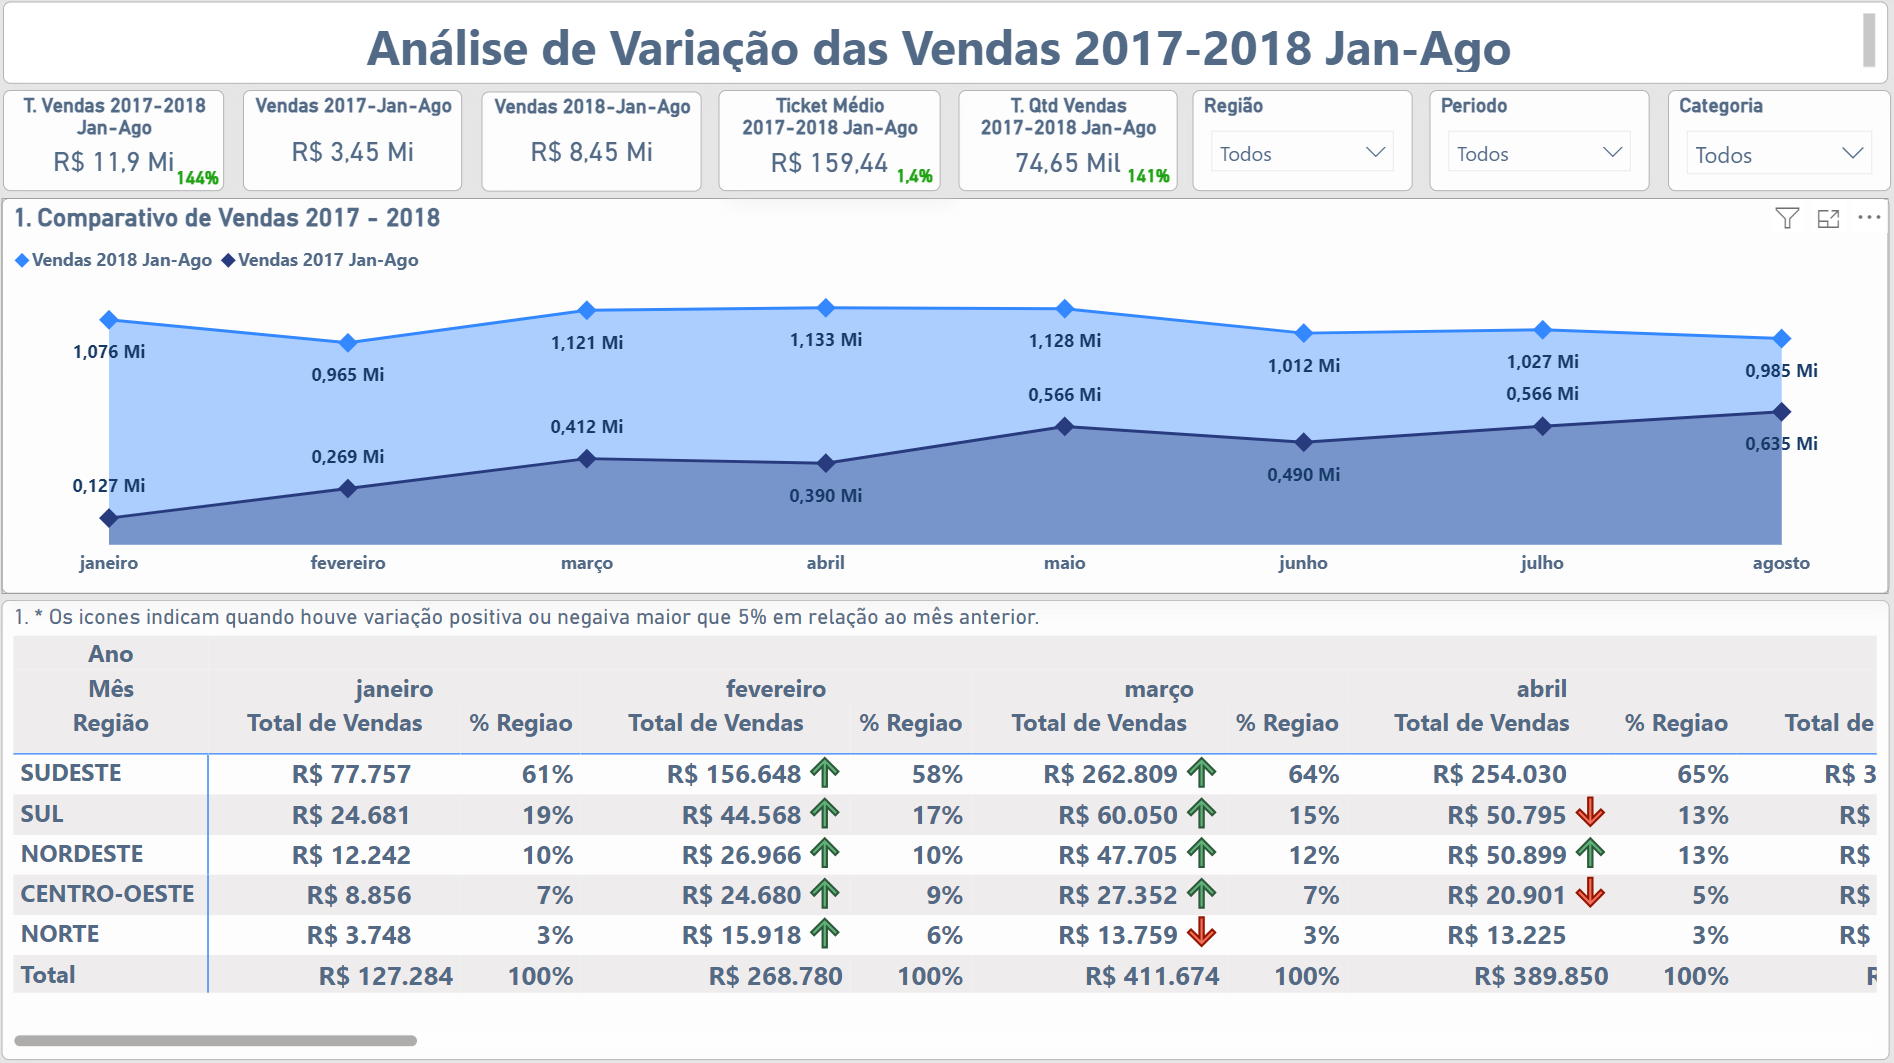 Análise de Variação das Vendas 2017-2018 Jan-Ago
T. Vendas 2017-2018
Jan-Ago
R$ 11,9 Mi
144%
Vendas 2017-Jan-Ago
R$ 3,45 Mi
Vendas 2018-Jan-Ago
R$ 8,45 Mi
Ticket Médio
2017-2018 Jan-Ago
R$ 159,44
1,4%
T. Qtd Vendas
2017-2018 Jan-Ago
74,65 Mil
141%
Região
Todos
Periodo
Todos
Categoria
Todos
1. Comparativo de Vendas 2017 - 2018
Vendas 2018 Jan-Ago Vendas 2017 Jan-Ago
1,076 Mi 0,965 Mi 1,121 Mi 1,133 Mi 1,128 Mi 1,012 Mi 1,027 Mi 0,985 Mi
0,127 Mi 0,269 Mi 0,412 Mi 0,390 Mi 0,566 Mi 0,490 Mi 0,566 Mi 0,635 Mi
janeiro fevereiro março abril maio junho julho agosto
1. * Os icones indicam quando houve variação positiva ou negaiva maior que 5% em relação ao mês anterior.
Ano
Mês janeiro fevereiro março abril
Região Total de Vendas % Regiao Total de Vendas % Regiao Total de Vendas % Regiao Total de Vendas % Regiao Total de
SUDESTE R$ 77.757 61% R$ 156.648 58% R$ 262.809 64% R$ 254.030 65% R$ 3
SUL R$ 24.681 19% R$ 44.568 17% R$ 60.050 15% R$ 50.795 13% R$
NORDESTE R$ 12.242 10% R$ 26.966 10% R$ 47.705 12% R$ 50.899 13% R$
CENTRO-OESTE R$ 8.856 7% R$ 24.680 9% R$ 27.352 7% R$ 20.901 5% R$
NORTE R$ 3.748 3% R$ 15.918 6% R$ 13.759 3% R$ 13.225 3% R$
Total R$ 127.284 100% R$ 268.780 100% R$ 411.674 100% R$ 389.850 100%